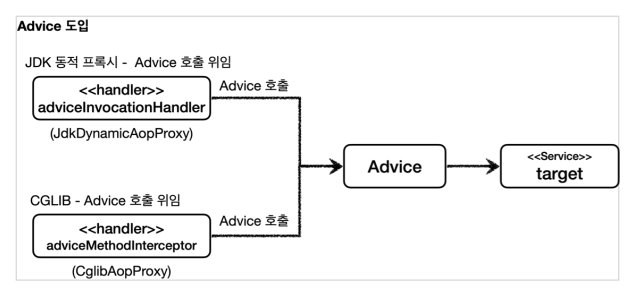 Advice 도입
JDK 동적 프록시 - Advice 호출 위임
<<handler>>
adviceInvocationHandler
(JdkDynamicAopProxy)
Advice 호출
CGLIB - Advice 호출 위임
<<handler>>
adviceMethodInterceptor
(CglibAopProxy)
Advice 호출
Advice
<<Service>>
target